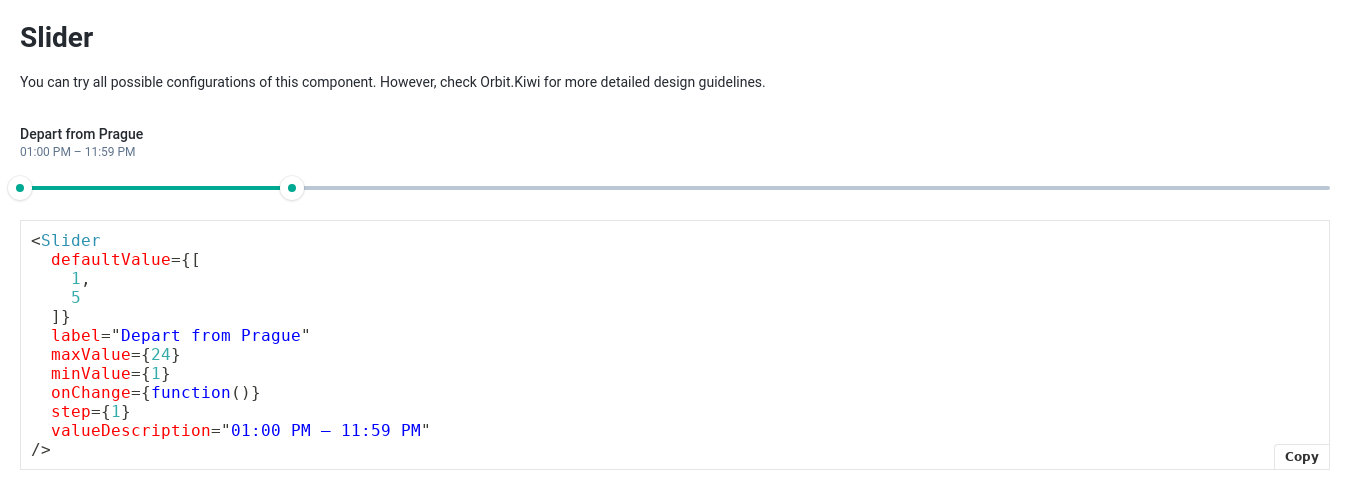 Slider
You can try all possible configurations of this component. However, check Orbit.Kiwi for more detailed design guidelines.
Depart from Prague
01:00 PM – 11:59 PM
<Slider
  defaultValue={[
    1,
    5
  ]}
  label="Depart from Prague"
  maxValue={24}
  minValue={1}
  onChange={function()}
  step={1}
  valueDescription="01:00 PM – 11:59 PM"
/>
Copy